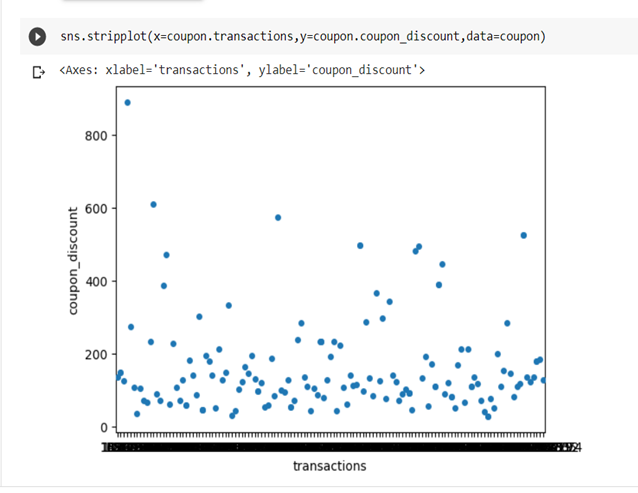 sns.stripplot(x=coupon.transactions,y=coupon.coupon_discount,data=coupon)
<Axes: xlabel='transactions', ylabel='coupon_discount'>
800
600
400
200
0
coupon_discount
transactions